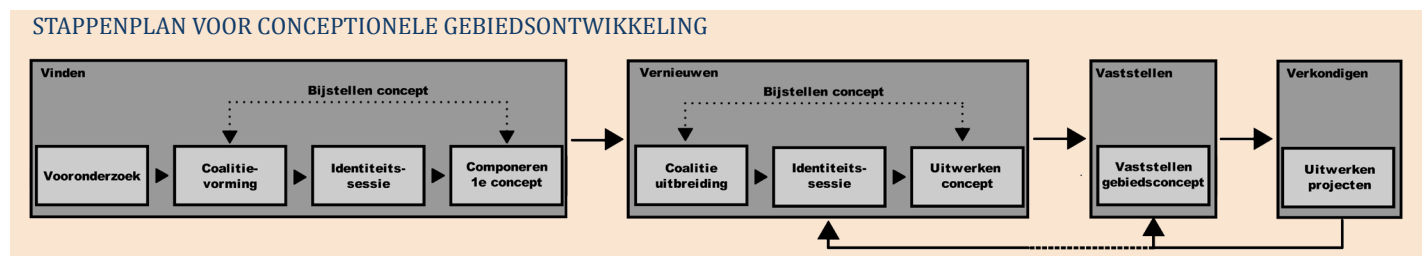 STAPPENPLAN VOOR CONCEPTIONELE GEBIEDSONTWIKKELING
Vinden
Bijstellen concept
Vooronderzoek
Coalitie-
vorming
Identiteits-
sessie
Componeren
1e concept
Vernieuwen
Bijstellen concept
Coalitie
uitbreiding
Identiteits-
sessie
Uitwerken
concept
Vaststellen
Vaststellen
gebiedsconcept
Verkondigen
Uitwerken
projecten